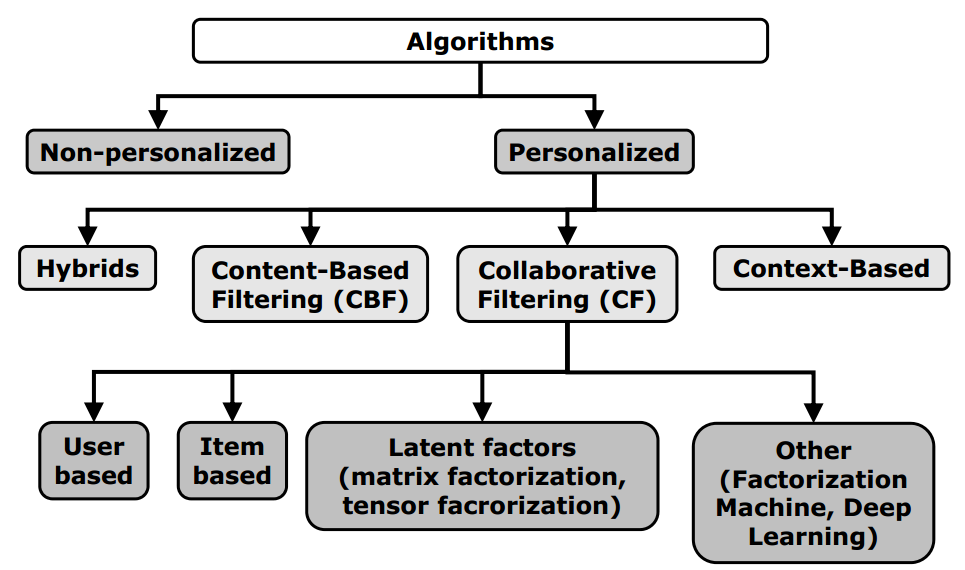 Algorithms
Non-personalized
Personalized
Hybrids
Content-Based
Filtering (CBF)
Collaborative
Filtering (CF)
Context-Based
User
based
Item
based
Latent factors
(matrix factorization,
tensor facrorization)
Other
(Factorization
Machine, Deep
Learning)